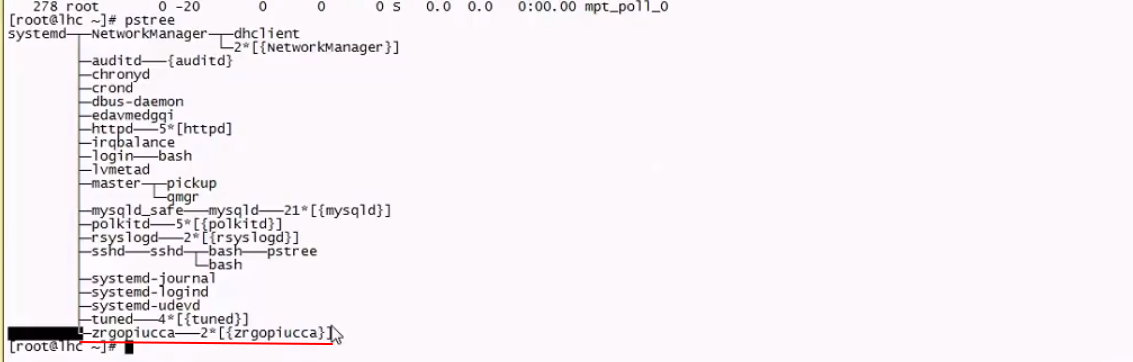 278 root 0 -20 0 0 0 S 0.0 0.0 0:00.00 mpt_poll_0
[root@lhc ~]# pstree
systemd─┬─NetworkManager─┬─dhclient
        │                └─2*[{NetworkManager}]
        ├─auditd───{auditd}
        ├─chronyd
        ├─crond
        ├─dbus-daemon
        ├─edavmedgqi
        ├─httpd───5*[httpd]
        ├─irqbalance
        ├─login───bash
        ├─lvmetad
        ├─master─┬─pickup
        │        └─qmgr
        ├─mysqld_safe───mysqld───21*[{mysqld}]
        ├─polkitd───5*[{polkitd}]
        ├─rsyslogd───2*[{rsyslogd}]
        ├─sshd───sshd─┬─bash───pstree
        │             └─bash
        ├─systemd-journal
        ├─systemd-logind
        ├─systemd-udevd
        ├─tuned───4*[{tuned}]
        └─zrgopiucca───2*[{zrgopiucca}]
[root@lhc ~]#